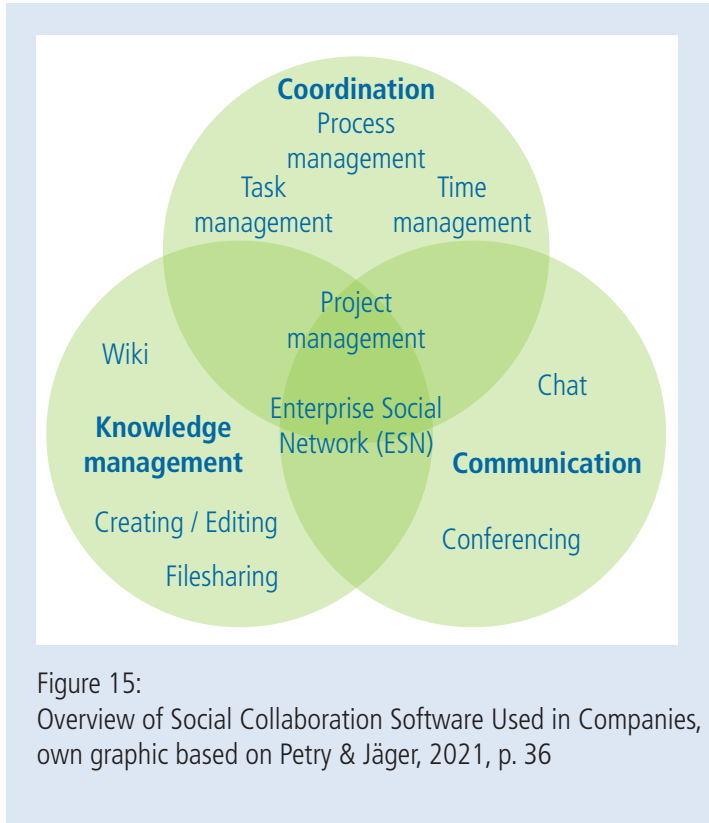 Coordination
Process
management
Task
management
Time
management
Project
management
Wiki
Chat
Enterprise Social
Network (ESN)
Knowledge
management
Communication
Creating / Editing
Conferencing
Filesharing
Figure 15:
Overview of Social Collaboration Software Used in Companies,
own graphic based on Petry & Jäger, 2021, p. 36